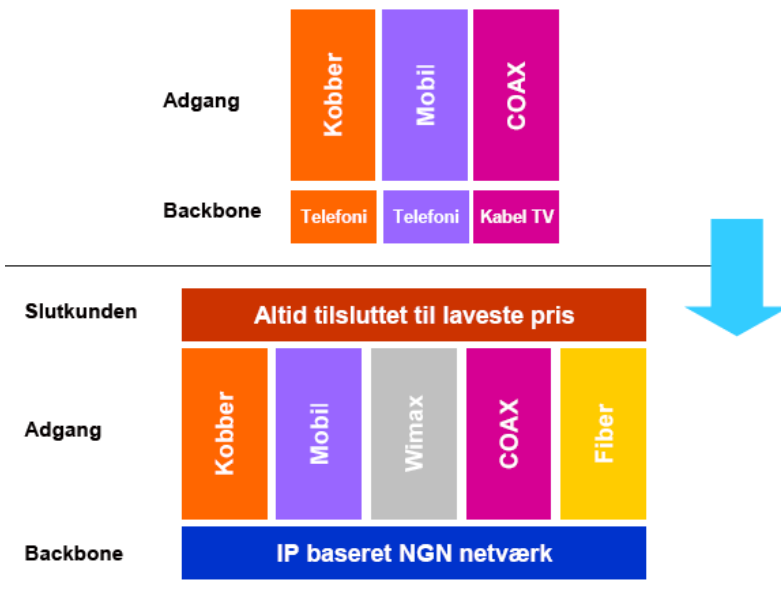 Adgang
Kobber
Mobil
COAX
Backbone
Telefoni
Telefoni
Kabel TV
Slutkunden
Altid tilsluttet til laveste pris
Adgang
Kobber
Mobil
Wimax
COAX
Fiber
Backbone
IP baseret NGN netværk